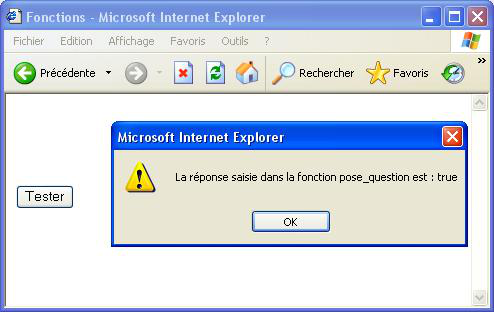 Fonctions - Microsoft Internet Explorer
Fichier Edition Affichage Favoris Outils ?
Précédente Rechercher Favoris »
Microsoft Internet Explorer
La réponse saisie dans la fonction pose_question est : true
Tester
OK